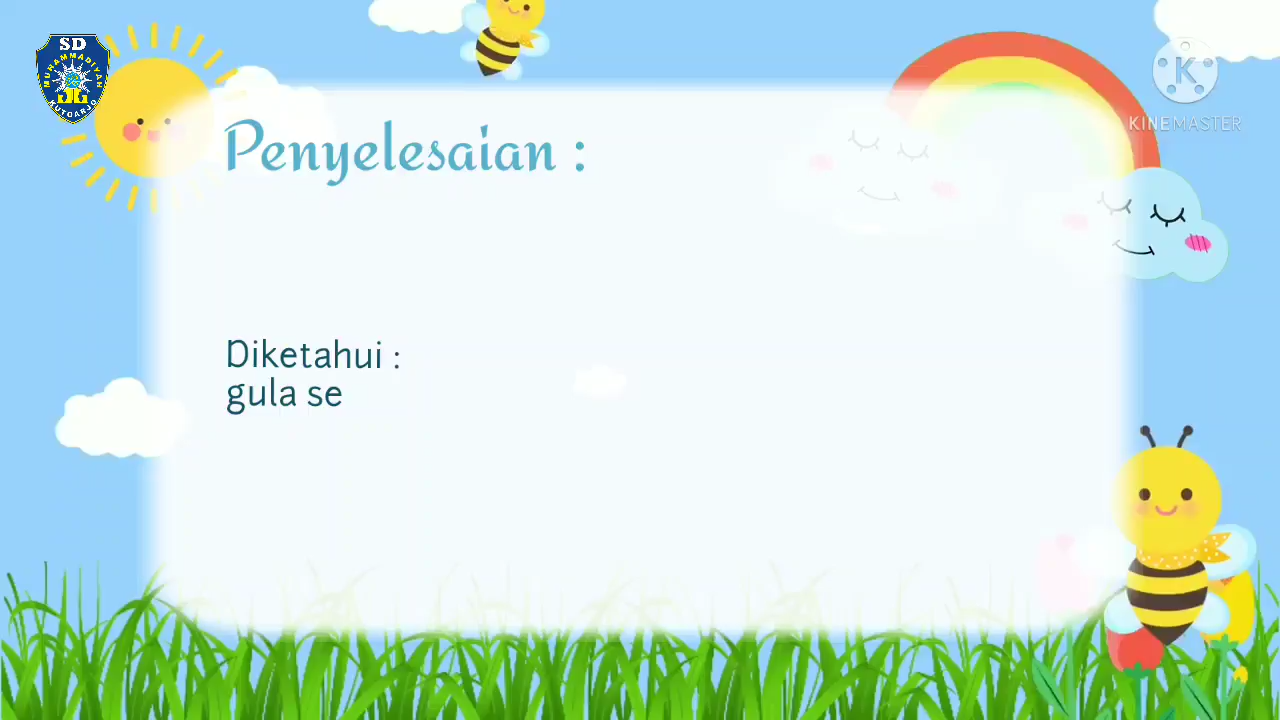 SD
MUHAMMADIYAH
KUTOARJO
KINEMASTER
Penyelesaian :
Diketahui :
gula se